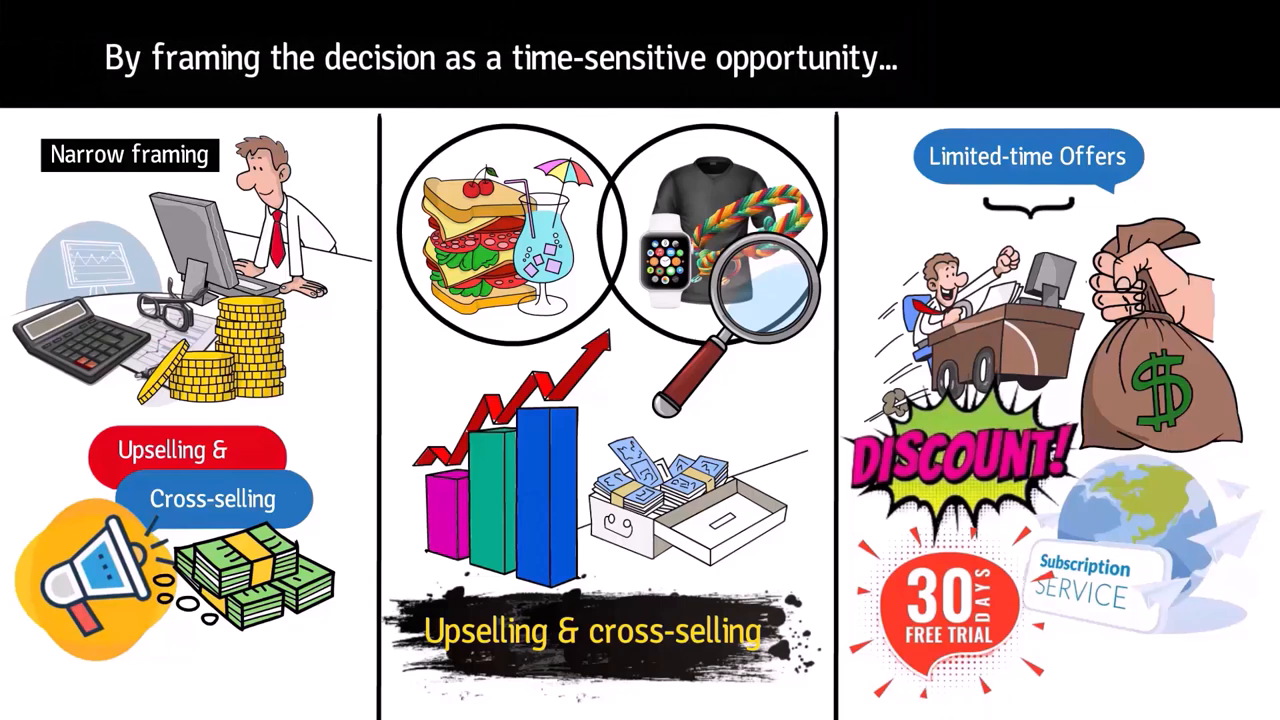 By framing the decision as a time-sensitive opportunity...
Narrow framing
Upselling &
Cross-selling
Upselling & cross-selling
Limited-time Offers
$
DISCOUNT!
30 DAYS
FREE TRIAL
Subscription
SERVICE